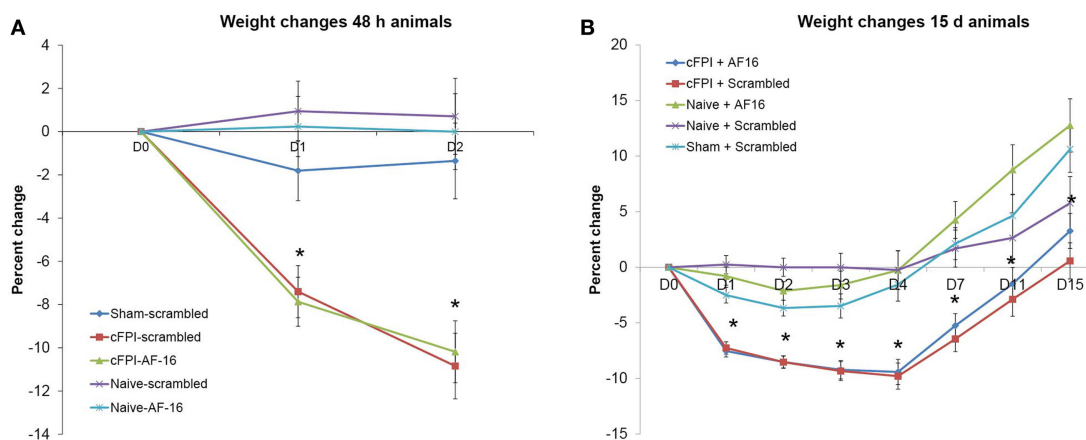 A
Weight changes 48 h animals
Percent change
4
2
0
-2
-4
-6
-8
-10
-12
-14
D0
D1
D2
*
*
Sham-scrambled
cFPI-scrambled
cFPI-AF-16
Naive-scrambled
Naive-AF-16
B
Weight changes 15 d animals
Percent change
20
15
10
5
0
-5
-10
-15
cFPI + AF16
cFPI + Scrambled
Naive + AF16
Naive + Scrambled
Sham + Scrambled
D0
D1
D2
D3
D4
D7
D11
D15
*
*
*
*
*
*
*